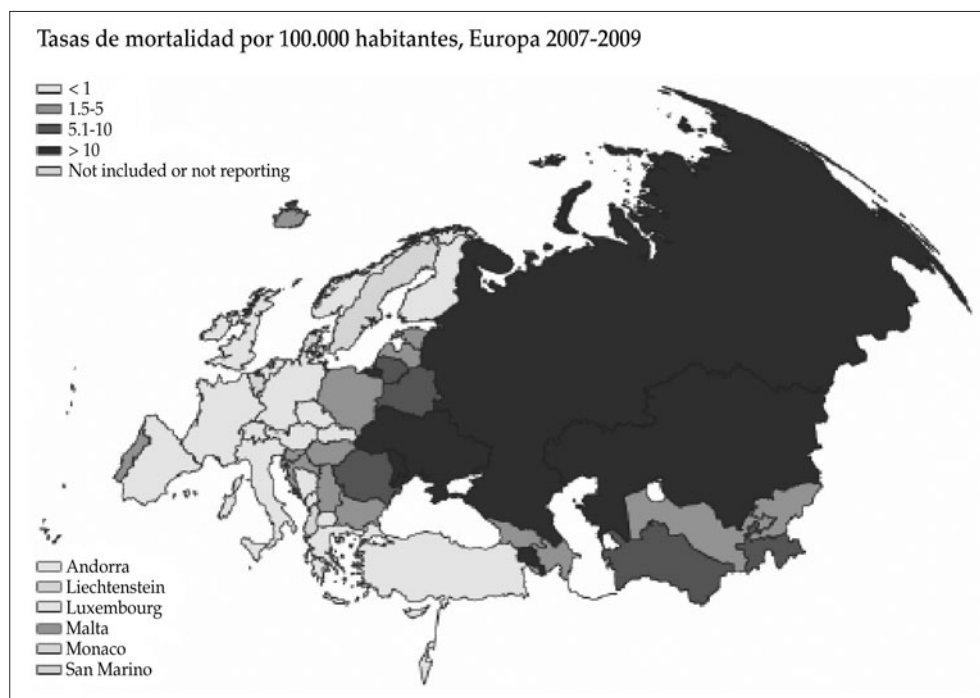 Tasas de mortalidad por 100.000 habitantes, Europa 2007-2009
< 1
1.5-5
5.1-10
> 10
Not included or not reporting
Andorra
Liechtenstein
Luxembourg
Malta
Monaco
San Marino